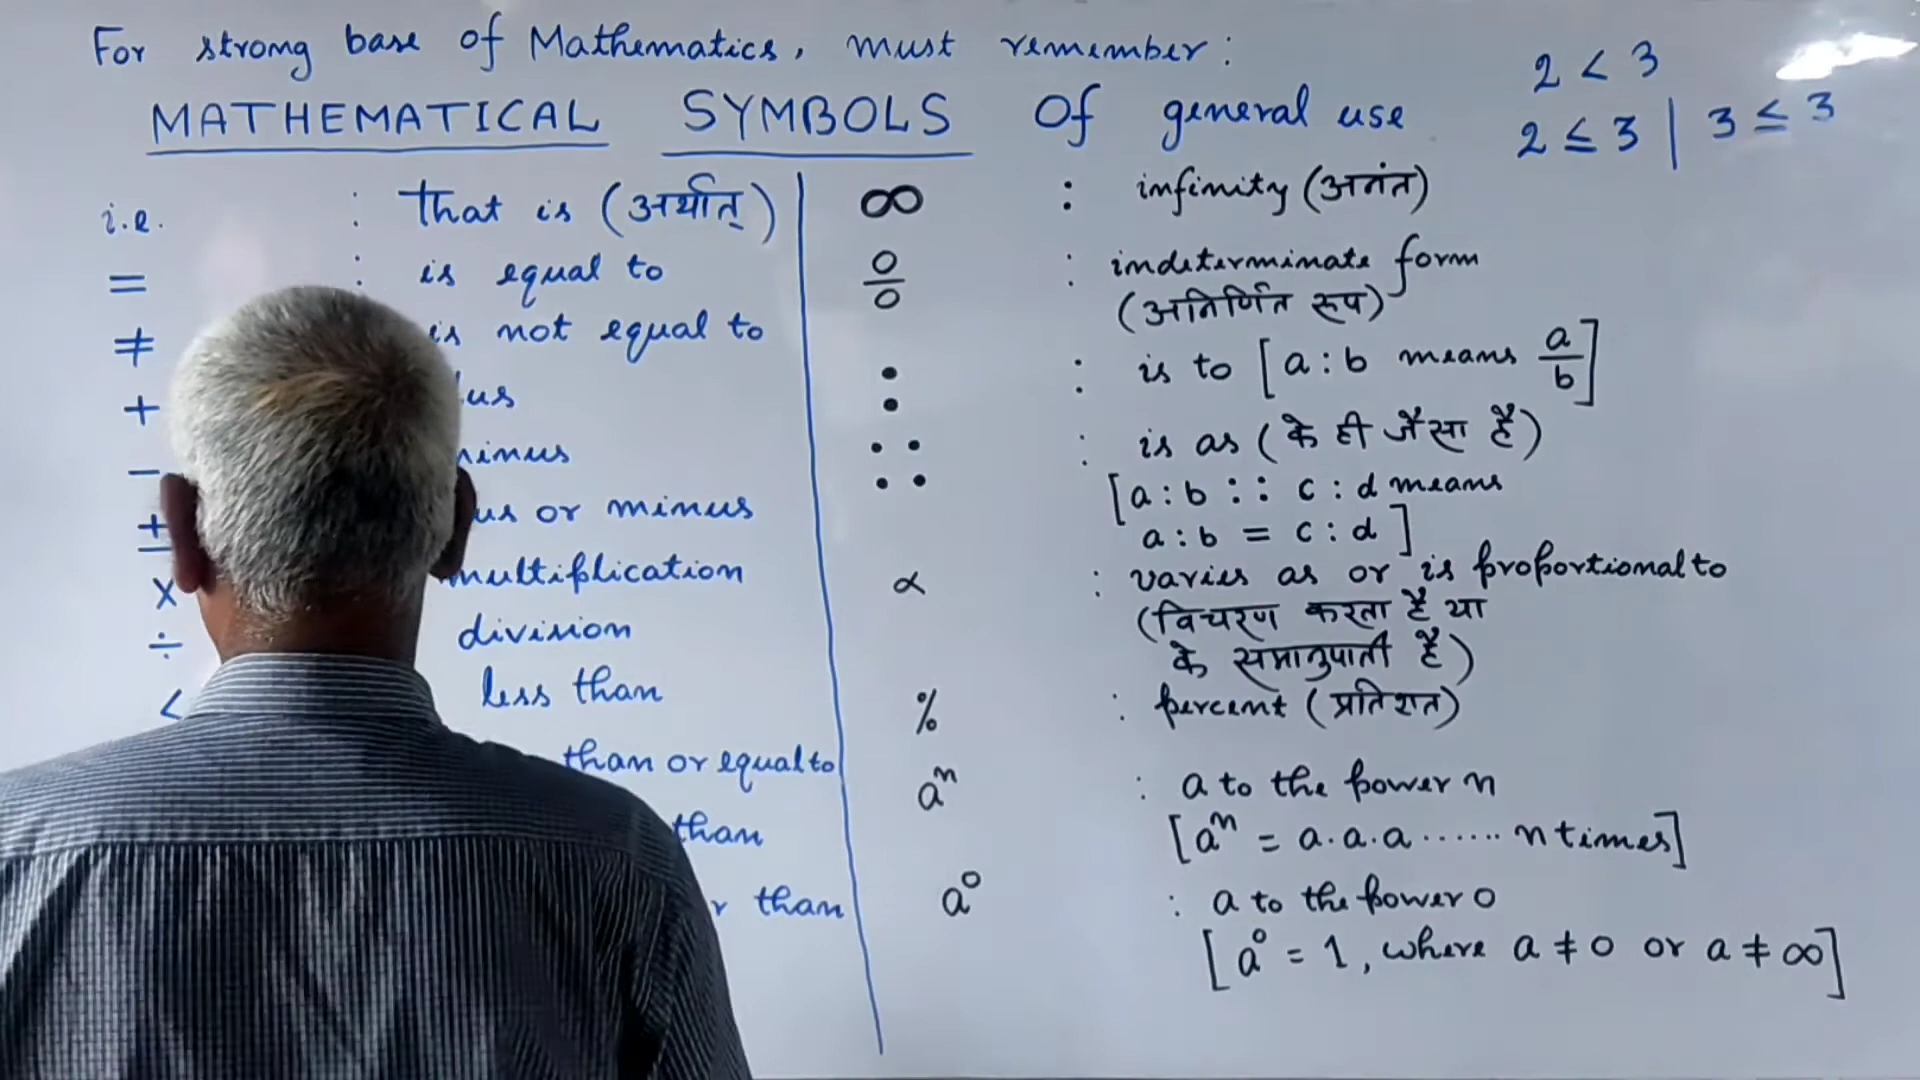 For strong base of Mathematics, must remember:
MATHEMATICAL SYMBOLS Of general use
2 < 3
2 ≤ 3 | 3 ≤ 3
i.e. : that is (अर्थात्)
= : is equal to
≠ is not equal to
+
−
± or minus
× multiplication
÷ division
< less than
than or equal to
than
than
∞ : infinity (अनंत)
0/0 : indeterminate form
(अनिर्णित रूप)
: : is to [a : b means a/b]
:: : is as (के ही जैसा है)
[a : b :: c : d means
a : b = c : d]
∝ : varies as or is proportional to
(विचरण करता है या
के समानुपाती है)
% : percent (प्रतिशत)
aⁿ : a to the power n
[aⁿ = a.a.a ...... n times]
a⁰ : a to the power 0
[a⁰ = 1, where a ≠ 0 or a ≠ ∞]